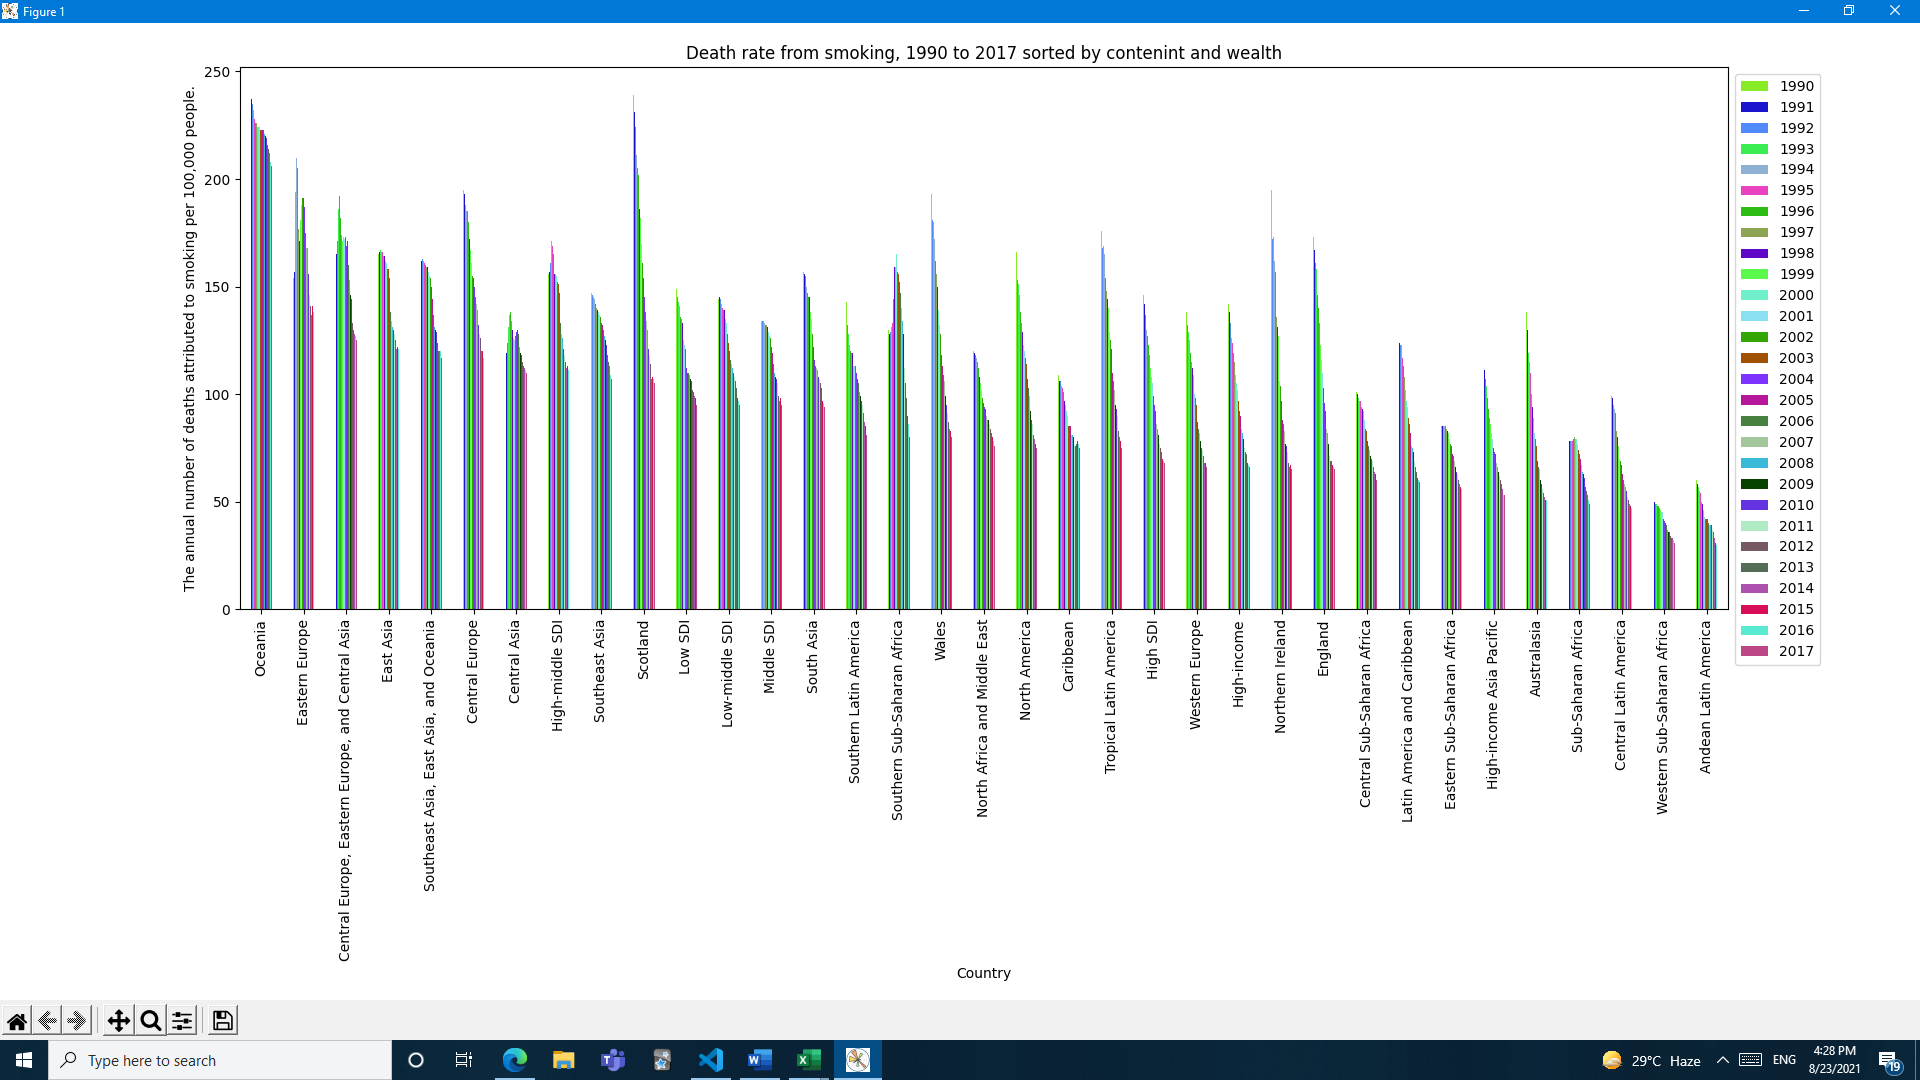 Figure 1
Death rate from smoking, 1990 to 2017 sorted by contenint and wealth
The annual number of deaths attributed to smoking per 100,000 people.
250
200
150
100
50
0
Oceania
Eastern Europe
Central Europe, Eastern Europe, and Central Asia
East Asia
Southeast Asia, East Asia, and Oceania
Central Europe
Central Asia
High-middle SDI
Southeast Asia
Scotland
Low SDI
Low-middle SDI
Middle SDI
South Asia
Southern Latin America
Southern Sub-Saharan Africa
Wales
North Africa and Middle East
North America
Caribbean
Tropical Latin America
High SDI
Western Europe
High-income
Northern Ireland
England
Central Sub-Saharan Africa
Latin America and Caribbean
Eastern Sub-Saharan Africa
High-income Asia Pacific
Australasia
Sub-Saharan Africa
Central Latin America
Western Sub-Saharan Africa
Andean Latin America
Country
1990
1991
1992
1993
1994
1995
1996
1997
1998
1999
2000
2001
2002
2003
2004
2005
2006
2007
2008
2009
2010
2011
2012
2013
2014
2015
2016
2017
Type here to search
29°C Haze
ENG
4:28 PM
8/23/2021
19